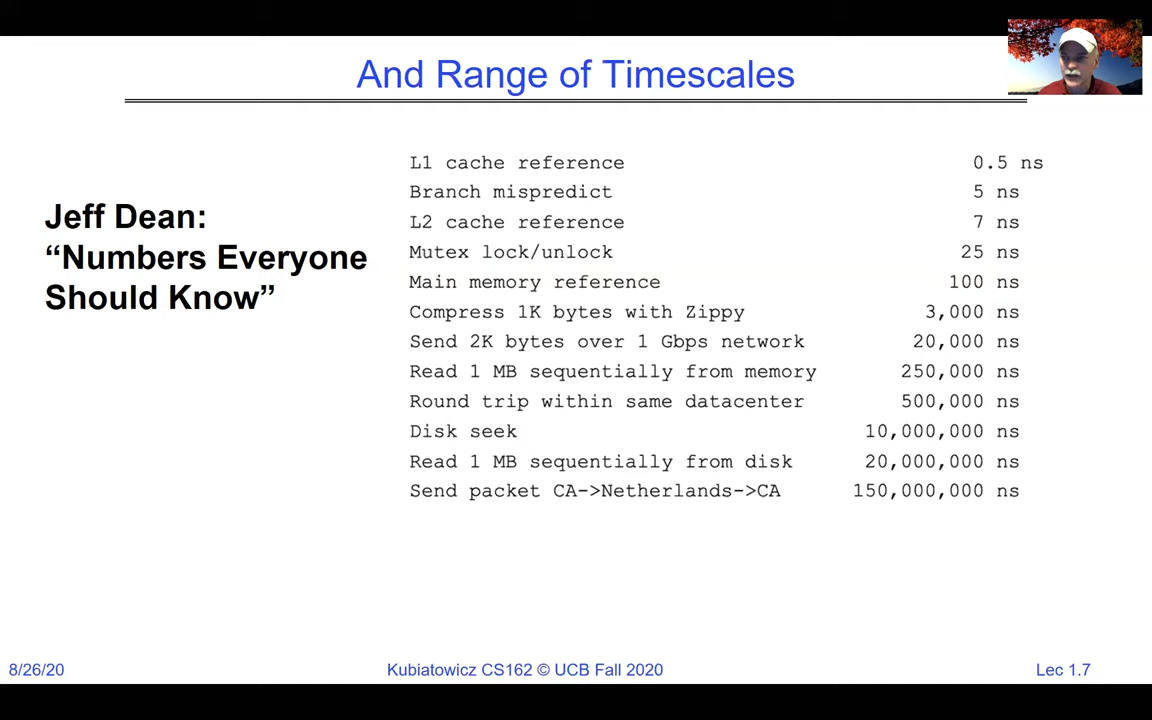 And Range of Timescales
Jeff Dean:
“Numbers Everyone
Should Know”
L1 cache reference 0.5 ns
Branch mispredict 5 ns
L2 cache reference 7 ns
Mutex lock/unlock 25 ns
Main memory reference 100 ns
Compress 1K bytes with Zippy 3,000 ns
Send 2K bytes over 1 Gbps network 20,000 ns
Read 1 MB sequentially from memory 250,000 ns
Round trip within same datacenter 500,000 ns
Disk seek 10,000,000 ns
Read 1 MB sequentially from disk 20,000,000 ns
Send packet CA->Netherlands->CA 150,000,000 ns
8/26/20 Kubiatowicz CS162 © UCB Fall 2020 Lec 1.7